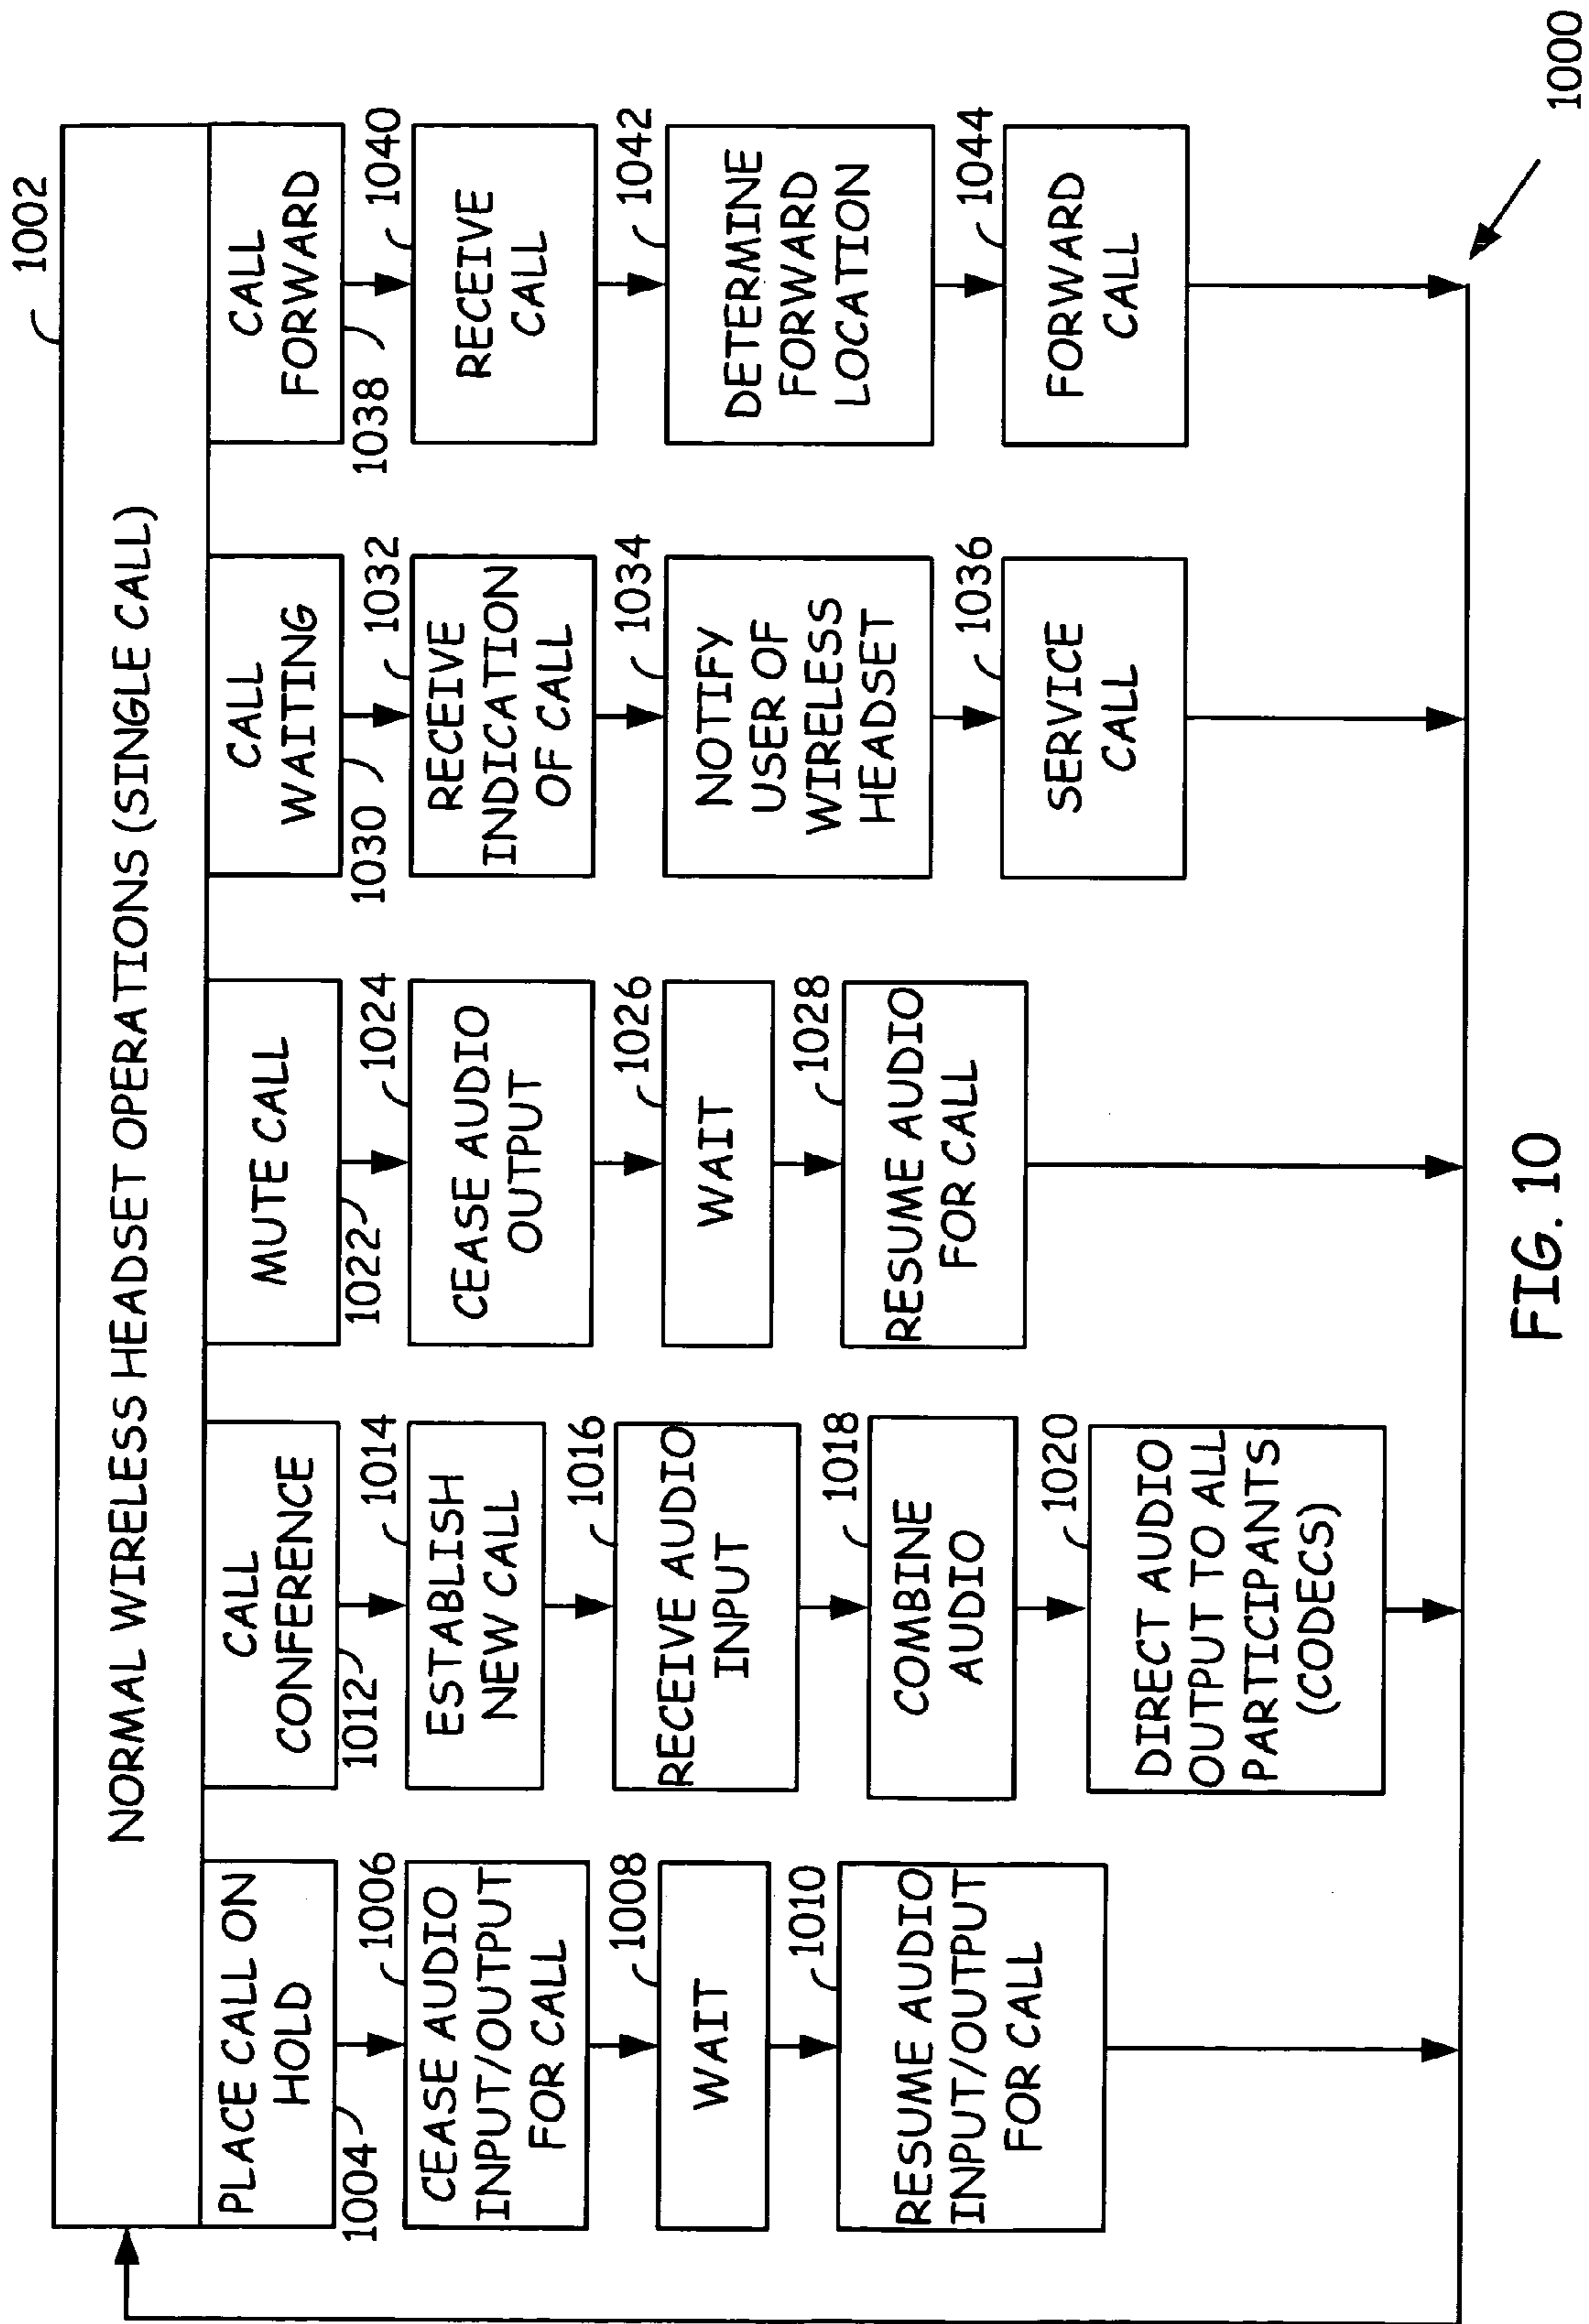 1002
NORMAL WIRELESS HEADSET OPERATIONS (SINGLE CALL)
PLACE CALL ON
HOLD
1004
1006
CEASE AUDIO
INPUT/OUTPUT
FOR CALL
1008
WAIT
1010
RESUME AUDIO
INPUT/OUTPUT
FOR CALL
CALL
CONFERENCE
1012
1014
ESTABLISH
NEW CALL
1016
RECEIVE AUDIO
INPUT
1018
COMBINE
AUDIO
1020
DIRECT AUDIO
OUTPUT TO ALL
PARTICIPANTS
(CODECS)
MUTE CALL
1022
1024
CEASE AUDIO
OUTPUT
1026
WAIT
1028
RESUME AUDIO
FOR CALL
CALL
WAITING
1030
1032
RECEIVE
INDICATION
OF CALL
1034
NOTIFY
USER OF
WIRELESS
HEADSET
1036
SERVICE
CALL
CALL
FORWARD
1038
1040
RECEIVE
CALL
1042
DETERMINE
FORWARD
LOCATION
1044
FORWARD
CALL
1000
FIG. 10